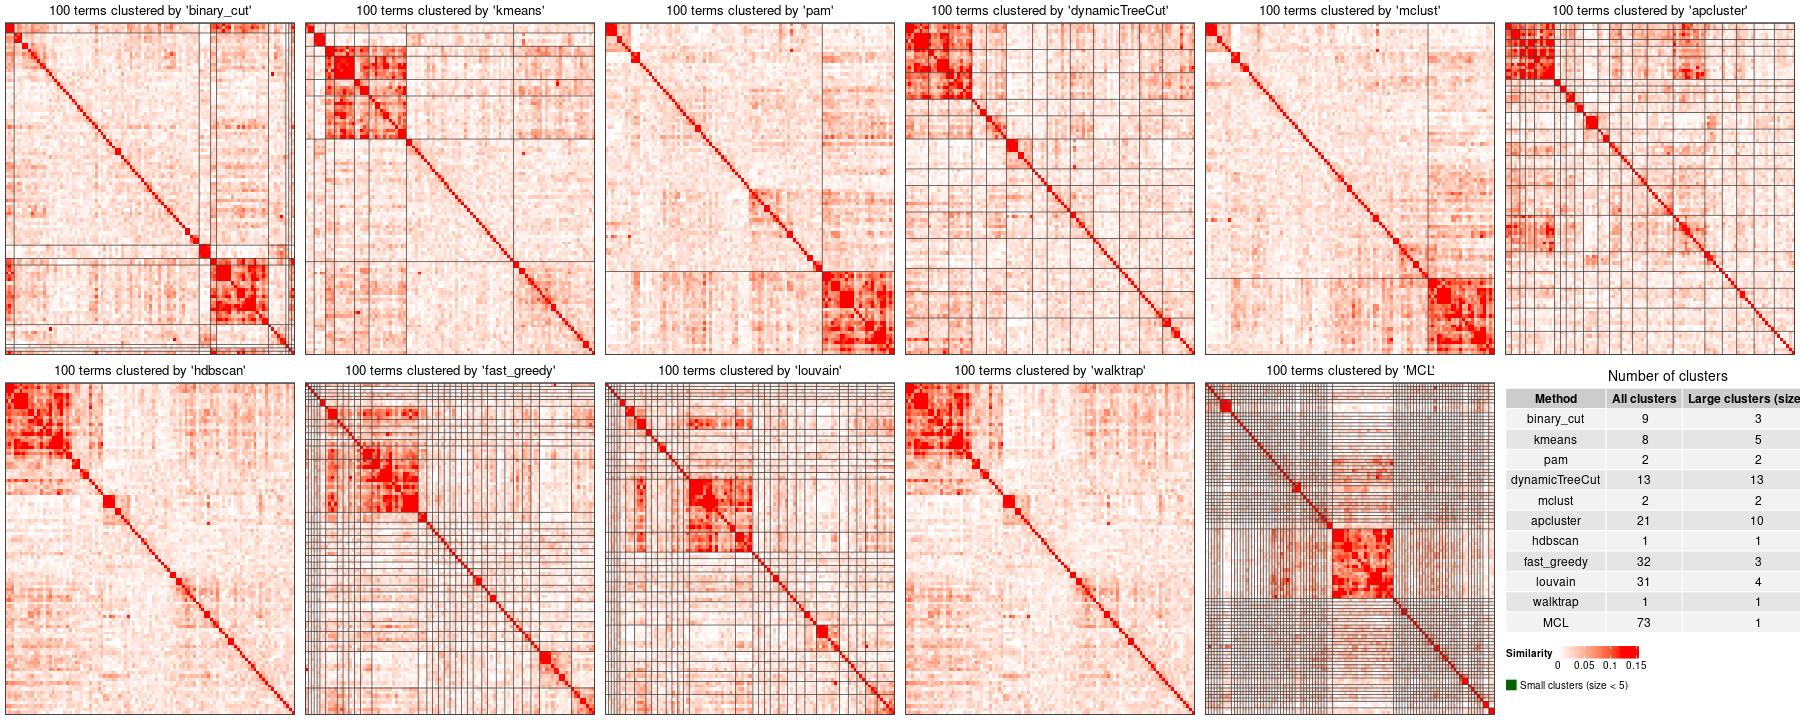 100 terms clustered by 'binary_cut'
100 terms clustered by 'kmeans'
100 terms clustered by 'pam'
100 terms clustered by 'dynamicTreeCut'
100 terms clustered by 'mclust'
100 terms clustered by 'apcluster'
100 terms clustered by 'hdbscan'
100 terms clustered by 'fast_greedy'
100 terms clustered by 'louvain'
100 terms clustered by 'walktrap'
100 terms clustered by 'MCL'
Number of clusters
Method All clusters Large clusters (size
binary_cut 9 3
kmeans 8 5
pam 2 2
dynamicTreeCut 13 13
mclust 2 2
apcluster 21 10
hdbscan 1 1
fast_greedy 32 3
louvain 31 4
walktrap 1 1
MCL 73 1
Similarity
0 0.05 0.1 0.15
Small clusters (size < 5)